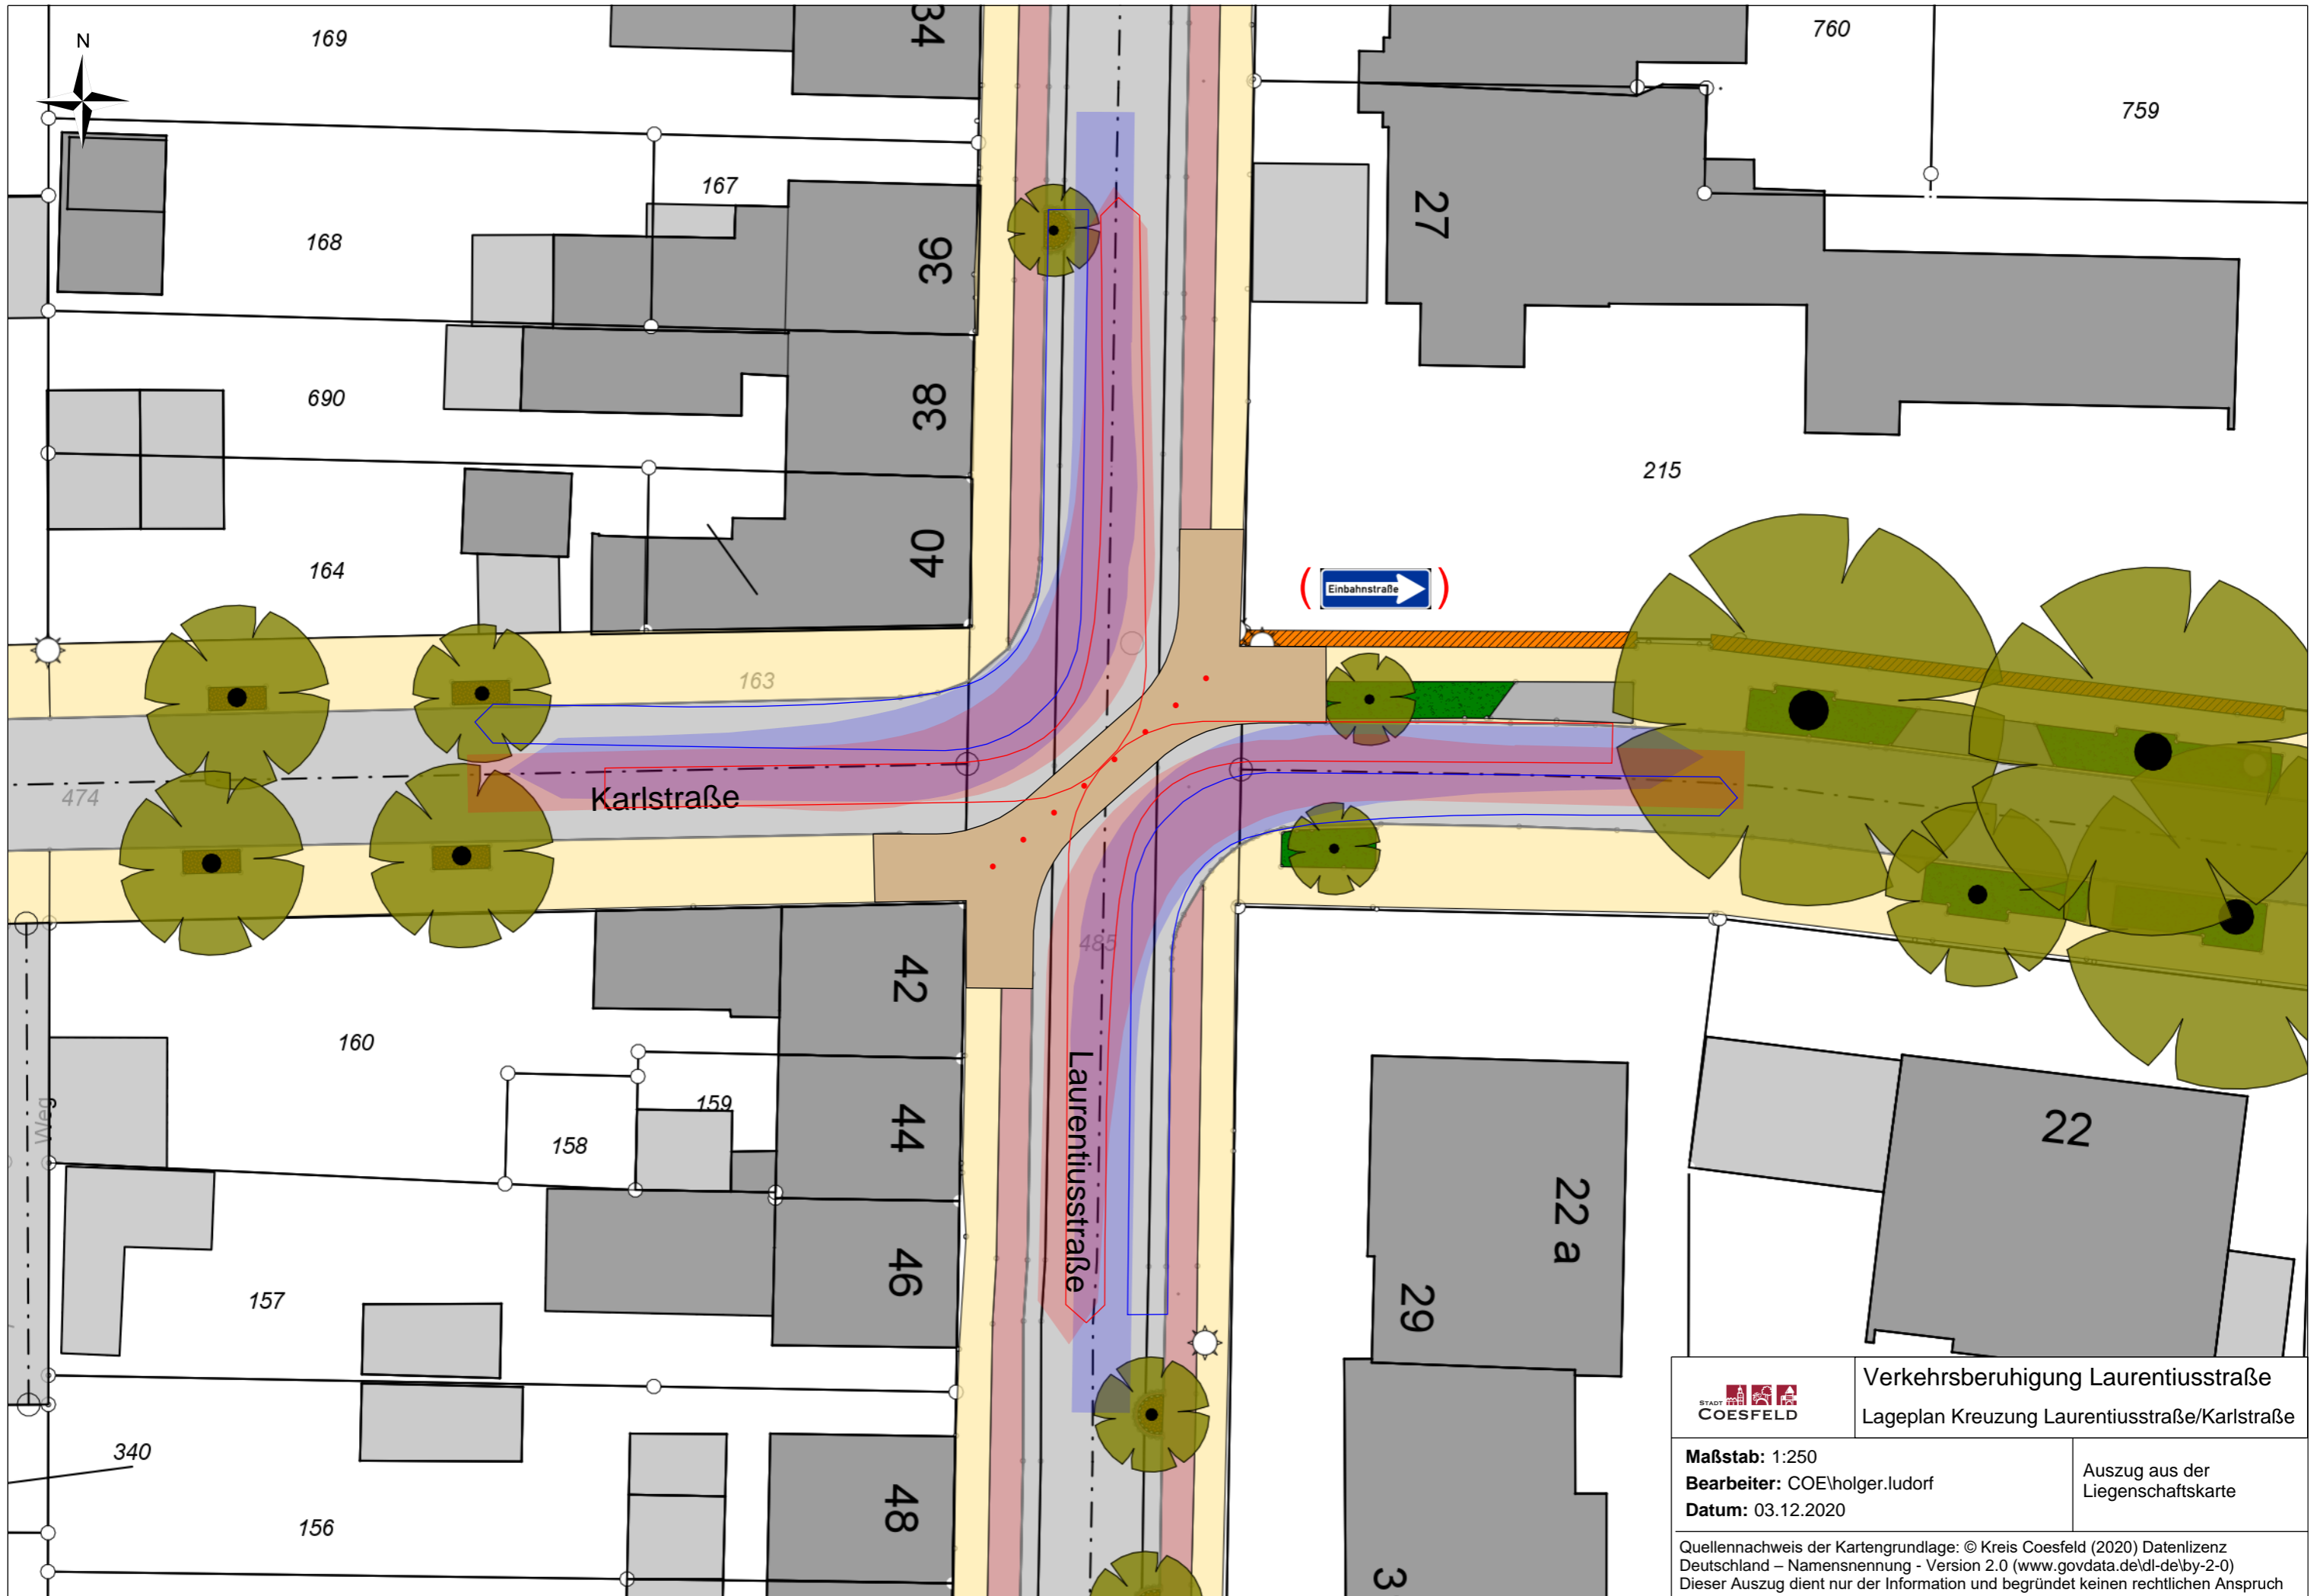 N
169
34
760
759
167
168
36
27
690
38
215
164
40
Einbahnstraße
163
474
Karlstraße
485
42
160
Laurentiusstraße
Weg
159
158
44
22
22 a
46
157
29
340
48
156
3
STADT
COESFELD
Verkehrsberuhigung Laurentiusstraße
Lageplan Kreuzung Laurentiusstraße/Karlstraße
Maßstab: 1:250
Bearbeiter: COE\holger.ludorf
Datum: 03.12.2020
Auszug aus der
Liegenschaftskarte
Quellennachweis der Kartengrundlage: © Kreis Coesfeld (2020) Datenlizenz
Deutschland – Namensnennung - Version 2.0 (www.govdata.de\dl-de\by-2-0)
Dieser Auszug dient nur der Information und begründet keinen rechtlichen Anspruch